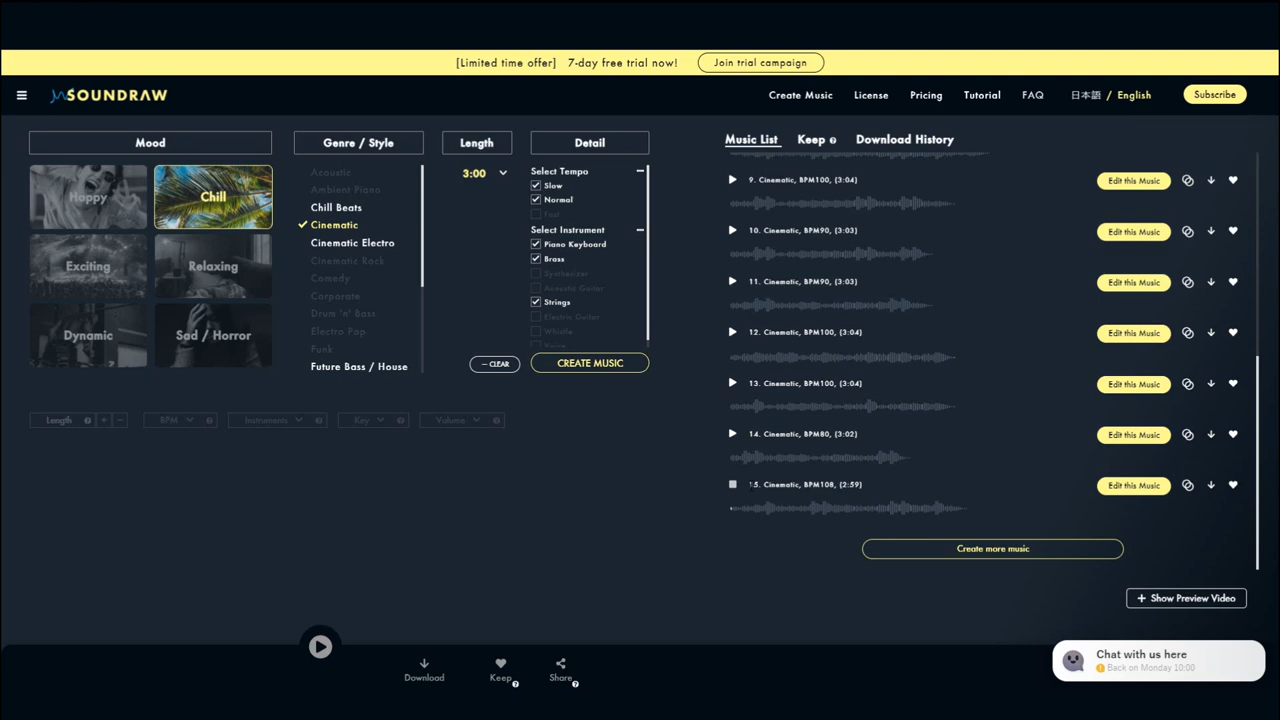 [Limited time offer] 7-day free trial now! Join trial campaign
SOUNDRAW
Create Music License Pricing Tutorial FAQ 日本語 / English Subscribe
Mood
Happy
Chill
Exciting
Relaxing
Dynamic
Sad / Horror
Genre / Style
Acoustic
Ambient Piano
Chill Beats
Cinematic
Cinematic Electro
Cinematic Rock
Comedy
Corporate
Drum 'n' Bass
Electro Pop
Funk
Future Bass / House
Length
3:00
— CLEAR
Detail
Select Tempo
Slow
Normal
Fast
Select Instrument
Piano Keyboard
Brass
Synthesizer
Acoustic Guitar
Strings
Electric Guitar
Whistle
CREATE MUSIC
Length ? + −
BPM ?
Instruments ?
Key ?
Volume ?
Music List Keep ? Download History
9. Cinematic, BPM100, (3:04) Edit this Music
10. Cinematic, BPM90, (3:03) Edit this Music
11. Cinematic, BPM90, (3:03) Edit this Music
12. Cinematic, BPM100, (3:04) Edit this Music
13. Cinematic, BPM100, (3:04) Edit this Music
14. Cinematic, BPM80, (3:02) Edit this Music
15. Cinematic, BPM108, (2:59) Edit this Music
Create more music
+ Show Preview Video
Download
Keep ?
Share ?
Chat with us here
! Back on Monday 10:00